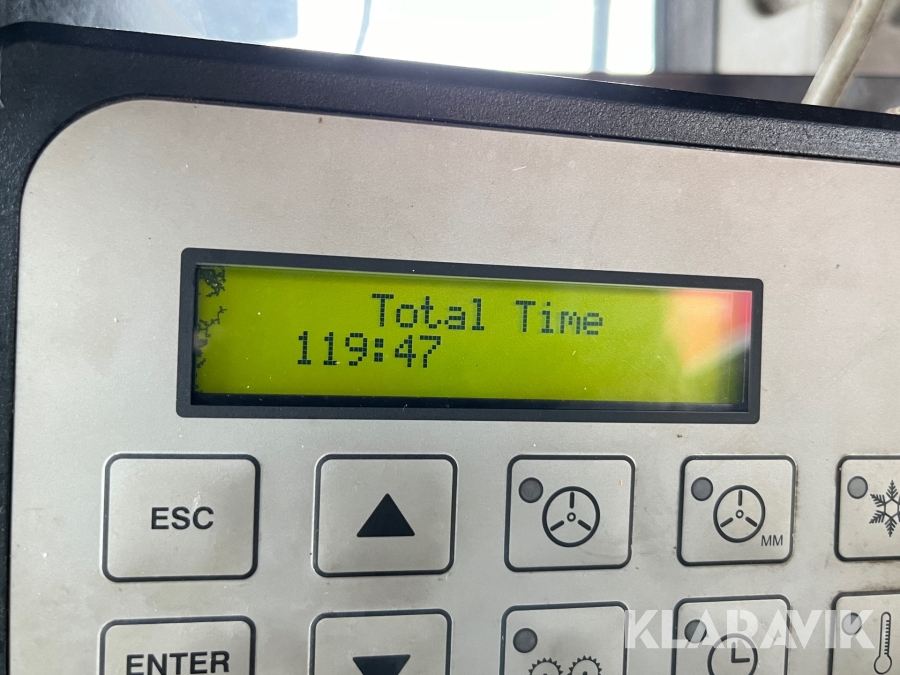 Total Time
119:47
ESC
MM
ENTER
KLARAVIK